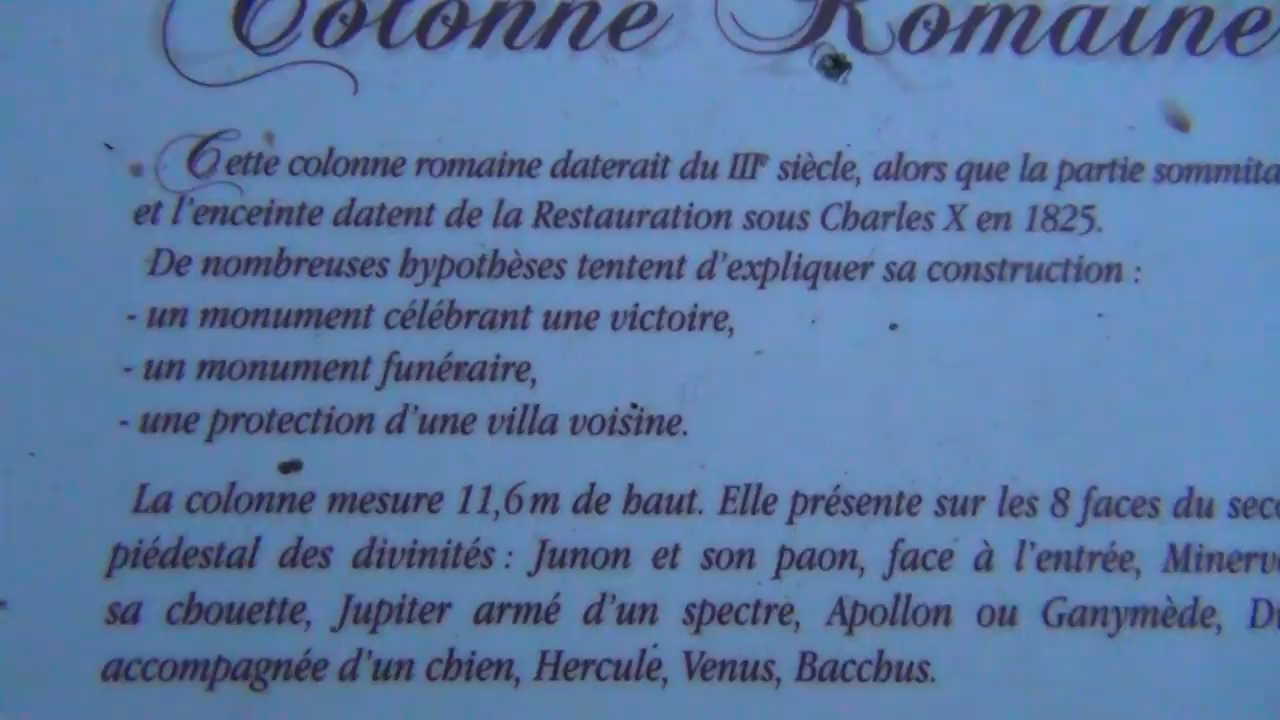 Colonne Romaine
Cette colonne romaine daterait du IIIe siècle, alors que la partie sommita
et l'enceinte datent de la Restauration sous Charles X en 1825.
De nombreuses hypothèses tentent d'expliquer sa construction :
- un monument célébrant une victoire,
- un monument funéraire,
- une protection d'une villa voisine.
La colonne mesure 11,6 m de haut. Elle présente sur les 8 faces du seco
piédestal des divinités : Junon et son paon, face à l'entrée, Minerve
sa chouette, Jupiter armé d'un spectre, Apollon ou Ganymède, D
accompagnée d'un chien, Hercule, Venus, Bacchus.